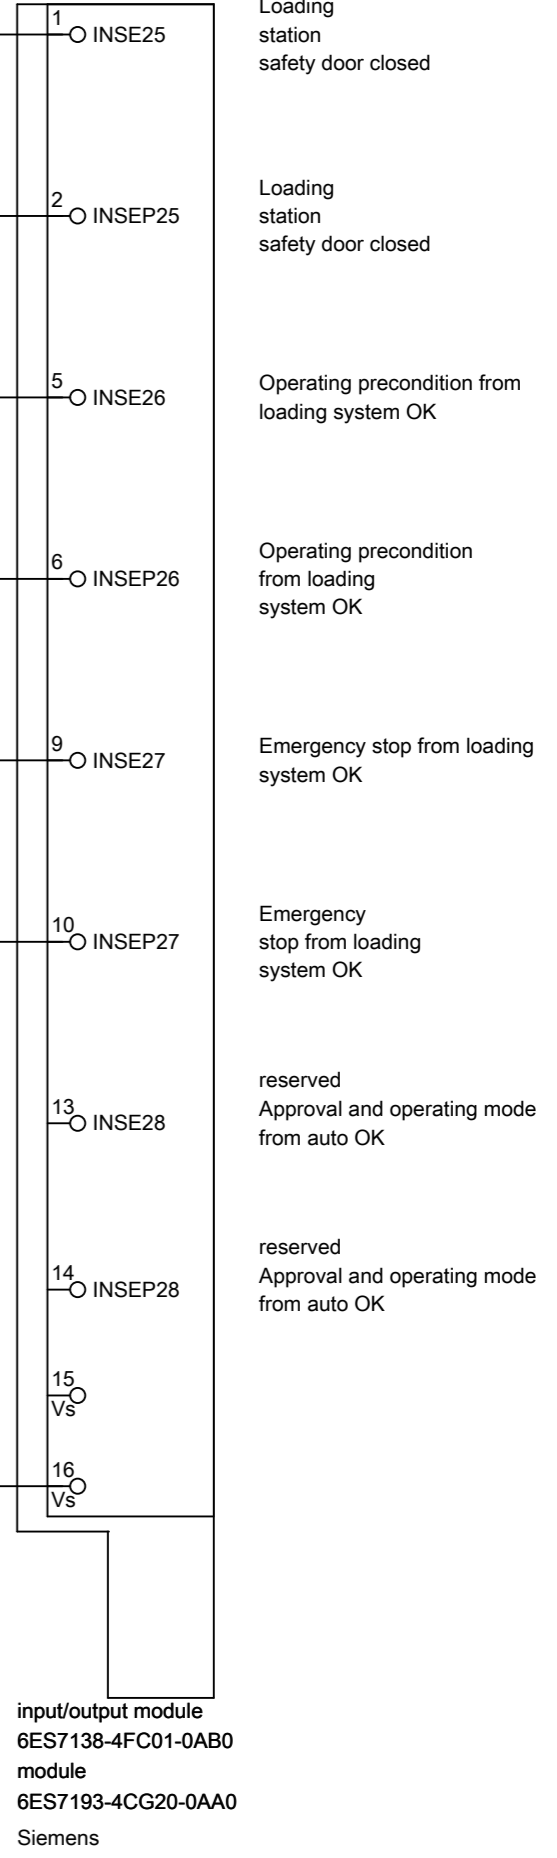 Loading
1
INSE25
station
safety door closed
Loading
2
INSEP25
station
safety door closed
5
INSE26
Operating precondition from
loading system OK
Operating precondition
6
INSEP26
from loading
system OK
9
INSE27
Emergency stop from loading
system OK
Emergency
10
INSEP27
stop from loading
system OK
reserved
13
INSE28
Approval and operating mode
from auto OK
reserved
14
INSEP28
Approval and operating mode
from auto OK
15
Vs
16
Vs
input/output module
6ES7138-4FC01-0AB0
module
6ES7193-4CG20-0AA0
Siemens